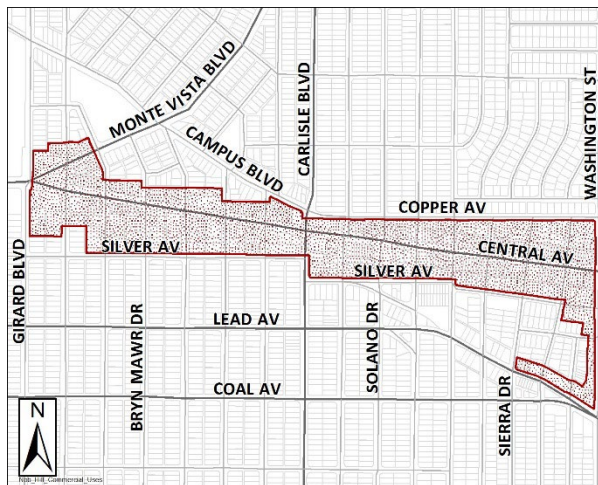 MONTE VISTA BLVD
CAMPUS BLVD
CARLISLE BLVD
WASHINGTON ST
COPPER AV
CENTRAL AV
SILVER AV
SILVER AV
GIRARD BLVD
BRYN MAWR DR
LEAD AV
SOLANO DR
COAL AV
SIERRA DR
N
Nob_Hill_Commercial_Uses